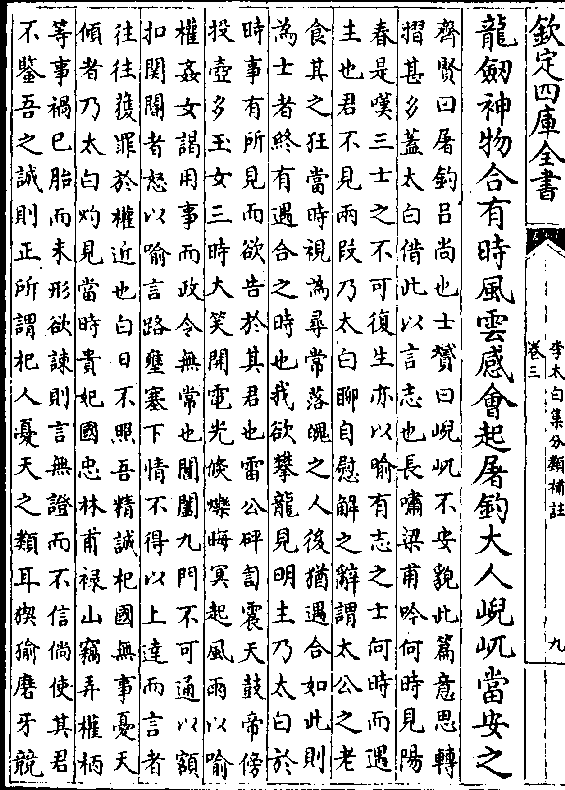 欽定四庫全書
李太白集分類補註
卷三
九
龍劒神物合有時風雲感會起屠釣大人𡸣屼當安之
齊賢曰屠釣吕尚也士贇曰𡸣屼不安貌此篇意思轉
摺甚多蓋太白借此以言志也長嘯梁甫吟何時見陽
春是嘆三士之不可復生亦以喻有志之士何時而遇
主也君不見兩叚乃太白聊自慰解之辭謂太公之老
食其之狂當時視為尋常落魄之人後猶遇合如此則
為士者終有遇合之時也我欲攀龍見明主乃太白於
時事有所見而欲告於其君也雷公砰訇震天鼓帝傍
投壺多玉女三時大笑開電光倐爍晦冥起風雨以喻
權姦女謁用事而政令無常也閶闔九門不可通以額
扣關閽者怒以喻言路壅塞下情不得以上達而言者
往往獲罪於權近也白日不照吾精誠杞國無事憂天
傾者乃太白灼見當時貴妃國忠林甫祿山竊弄權柄
等事禍已胎而未形欲諫則言無證而不信倘使其君
不鑒吾之誠則正所謂杞人憂天之類耳猰㺄磨牙競